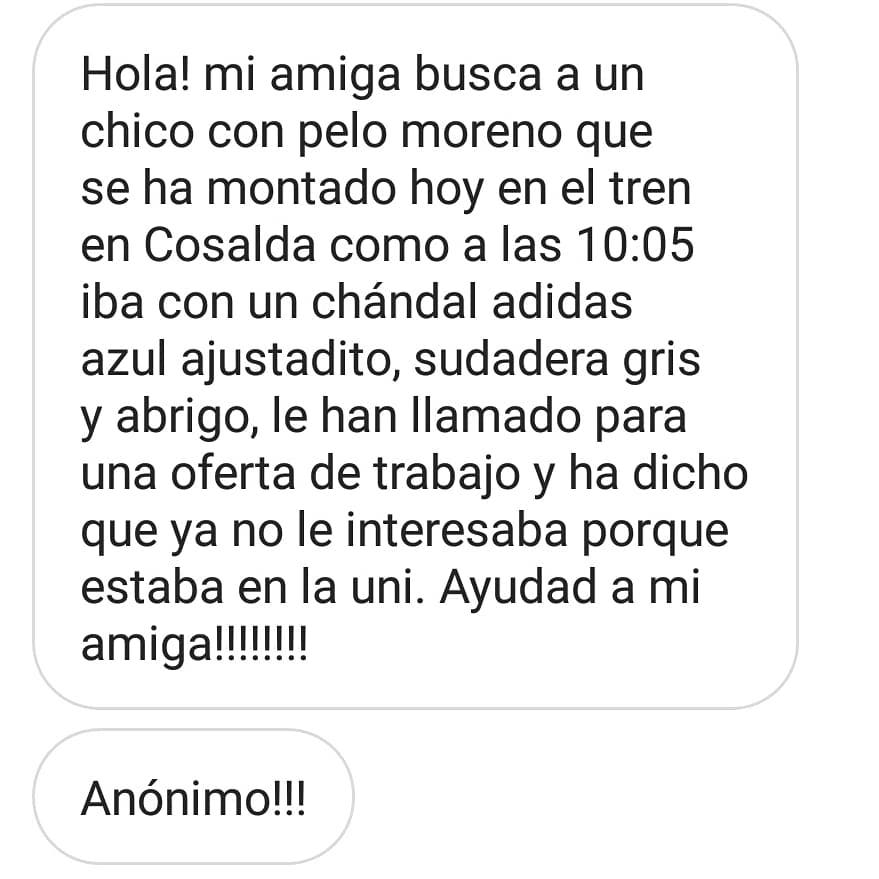 Hola! mi amiga busca a un
chico con pelo moreno que
se ha montado hoy en el tren
en Cosalda como a las 10:05
iba con un chándal adidas
azul ajustadito, sudadera gris
y abrigo, le han llamado para
una oferta de trabajo y ha dicho
que ya no le interesaba porque
estaba en la uni. Ayudad a mi
amiga!!!!!!!!
Anónimo!!!